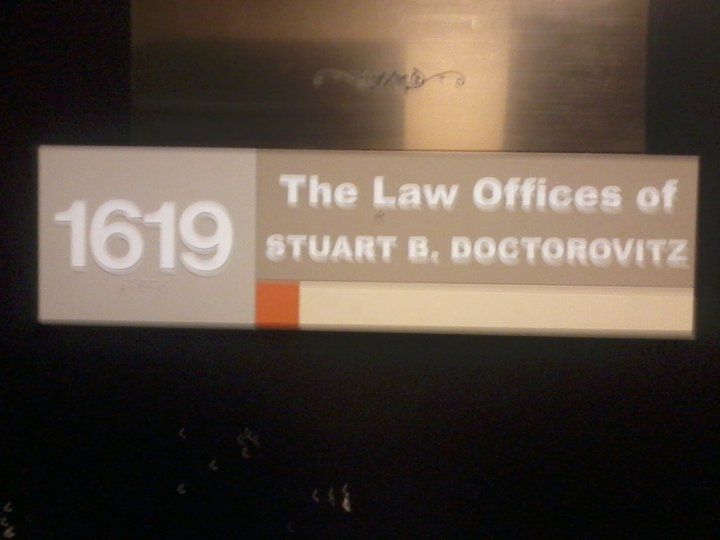 1619
The Law Offices of
STUART B. DOCTOROVITZ